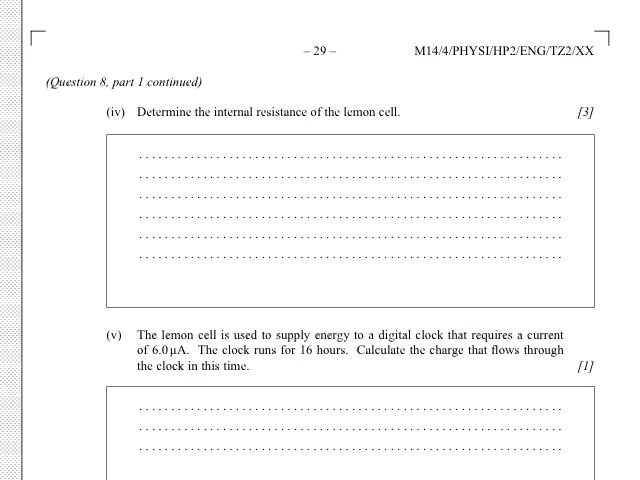 – 29 – M14/4/PHYSI/HP2/ENG/TZ2/XX
(Question 8, part 1 continued)
(iv) Determine the internal resistance of the lemon cell. [3]
(v) The lemon cell is used to supply energy to a digital clock that requires a current
of 6.0 µA. The clock runs for 16 hours. Calculate the charge that flows through
the clock in this time. [1]